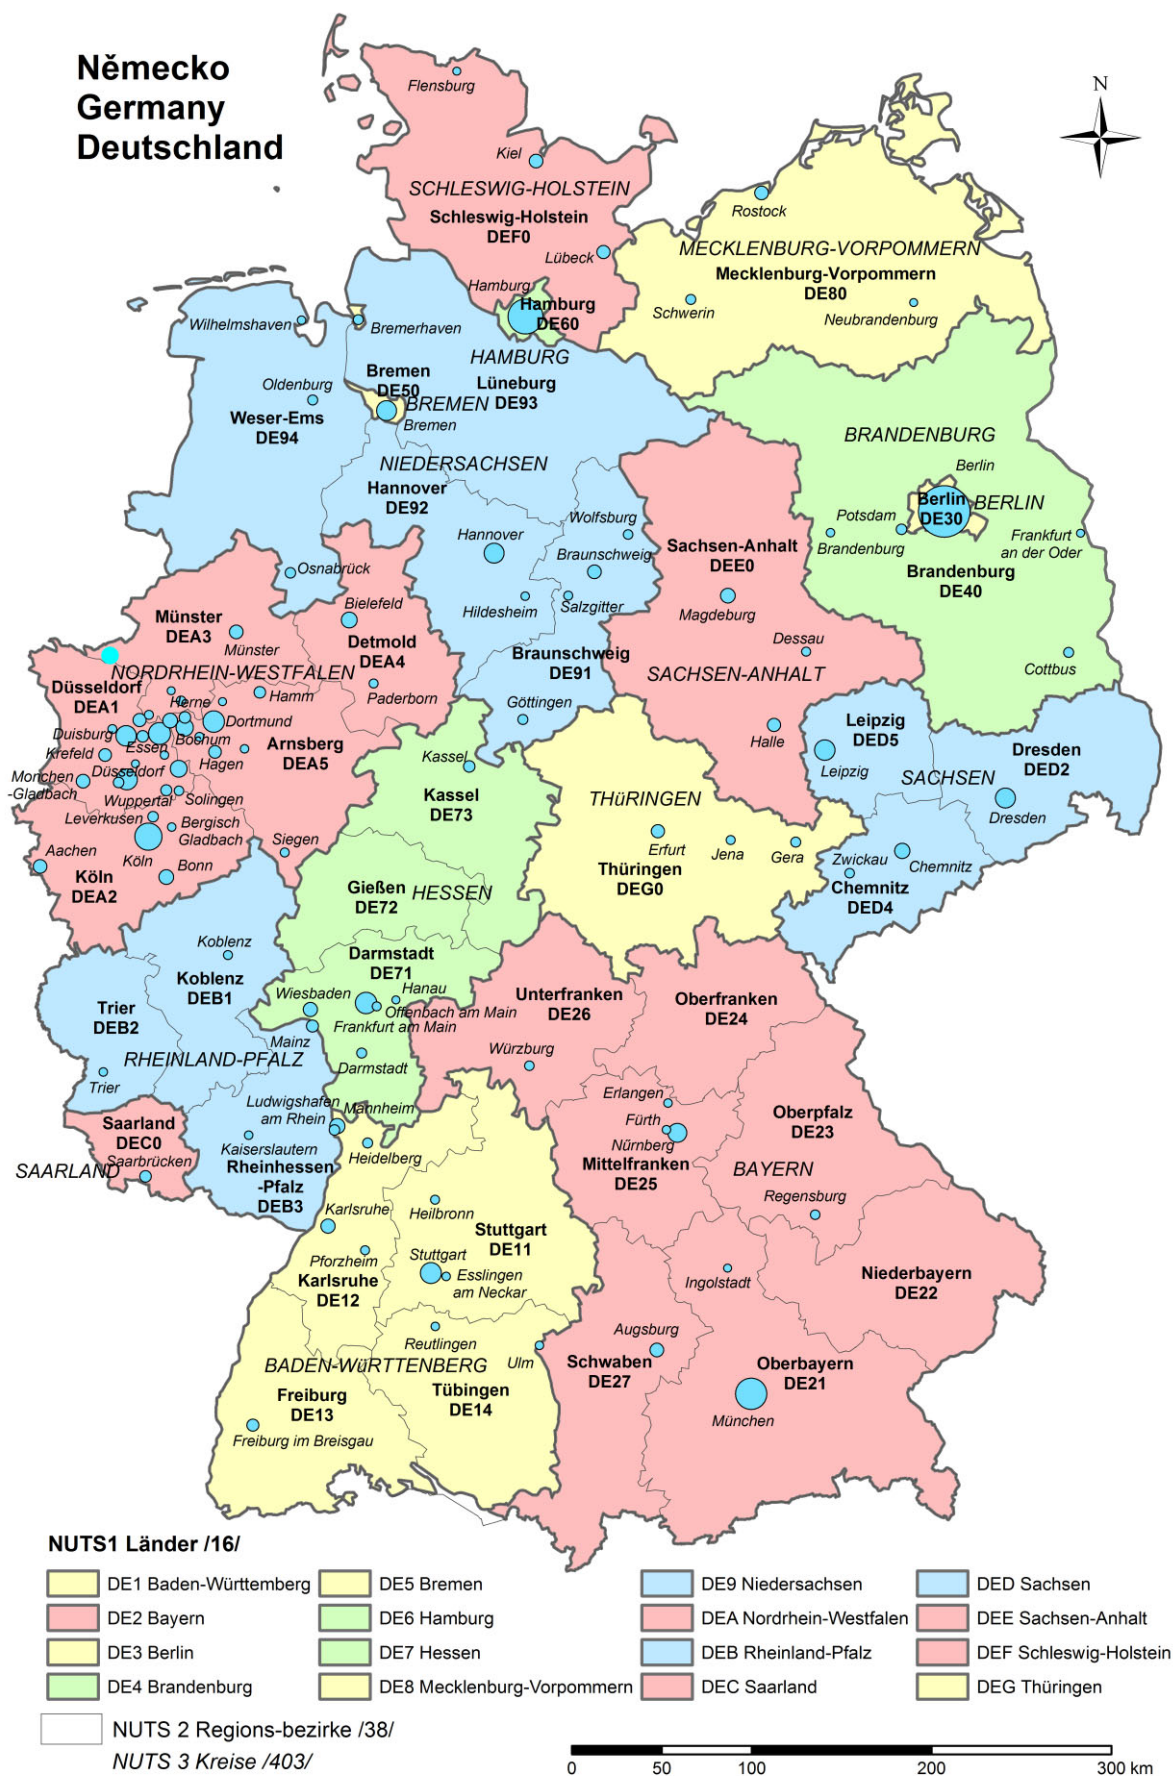 Německo
Germany
Deutschland
N
Flensburg
Kiel
SCHLESWIG-HOLSTEIN
Schleswig-Holstein
DEF0
Lübeck
Rostock
MECKLENBURG-VORPOMMERN
Mecklenburg-Vorpommern
DE80
Schwerin
Neubrandenburg
Hamburg
Hamburg
DE60
HAMBURG
Wilhelmshaven
Bremerhaven
Oldenburg
Bremen
DE50
BREMEN
Bremen
Lüneburg
DE93
Weser-Ems
DE94
NIEDERSACHSEN
Hannover
DE92
Hannover
Wolfsburg
Braunschweig
Hildesheim
Salzgitter
Osnabrück
Braunschweig
DE91
Göttingen
BRANDENBURG
Berlin
Berlin
DE30
BERLIN
Potsdam
Brandenburg
Frankfurt
an der Oder
Brandenburg
DE40
Cottbus
Sachsen-Anhalt
DEE0
Magdeburg
Dessau
SACHSEN-ANHALT
Halle
Münster
DEA3
Münster
Bielefeld
Detmold
DEA4
Paderborn
NORDRHEIN-WESTFALEN
Düsseldorf
DEA1
Herne
Hamm
Dortmund
Duisburg
Essen
Bochum
Arnsberg
DEA5
Krefeld
Hagen
Monchen
-Gladbach
Düsseldorf
Wuppertal
Solingen
Leverkusen
Bergisch
Gladbach
Aachen
Köln
Köln
DEA2
Bonn
Siegen
Kassel
Kassel
DE73
Gießen
DE72
HESSEN
Darmstadt
DE71
Wiesbaden
Hanau
Offenbach am Main
Frankfurt am Main
Mainz
Darmstadt
Leipzig
DED5
Leipzig
SACHSEN
Dresden
DED2
Dresden
Zwickau
Chemnitz
Chemnitz
DED4
THüRINGEN
Erfurt
Jena
Gera
Thüringen
DEG0
Koblenz
Koblenz
DEB1
Trier
DEB2
RHEINLAND-PFALZ
Trier
Saarland
DEC0
Saarbrücken
SAARLAND
Ludwigshafen
am Rhein
Mannheim
Kaiserslautern
Heidelberg
Rheinhessen
-Pfalz
DEB3
Unterfranken
DE26
Würzburg
Oberfranken
DE24
Erlangen
Fürth
Nürnberg
Mittelfranken
DE25
Oberpfalz
DE23
BAYERN
Regensburg
Karlsruhe
Pforzheim
Karlsruhe
DE12
Heilbronn
Stuttgart
DE11
Stuttgart
Esslingen
am Neckar
Reutlingen
BADEN-WüRTTENBERG
Ulm
Freiburg
DE13
Freiburg im Breisgau
Tübingen
DE14
Ingolstadt
Niederbayern
DE22
Augsburg
Schwaben
DE27
Oberbayern
DE21
München
NUTS1 Länder /16/
DE1 Baden-Württemberg
DE2 Bayern
DE3 Berlin
DE4 Brandenburg
DE5 Bremen
DE6 Hamburg
DE7 Hessen
DE8 Mecklenburg-Vorpommern
DE9 Niedersachsen
DEA Nordrhein-Westfalen
DEB Rheinland-Pfalz
DEC Saarland
DED Sachsen
DEE Sachsen-Anhalt
DEF Schleswig-Holstein
DEG Thüringen
NUTS 2 Regions-bezirke /38/
NUTS 3 Kreise /403/
0 50 100 200 300 km